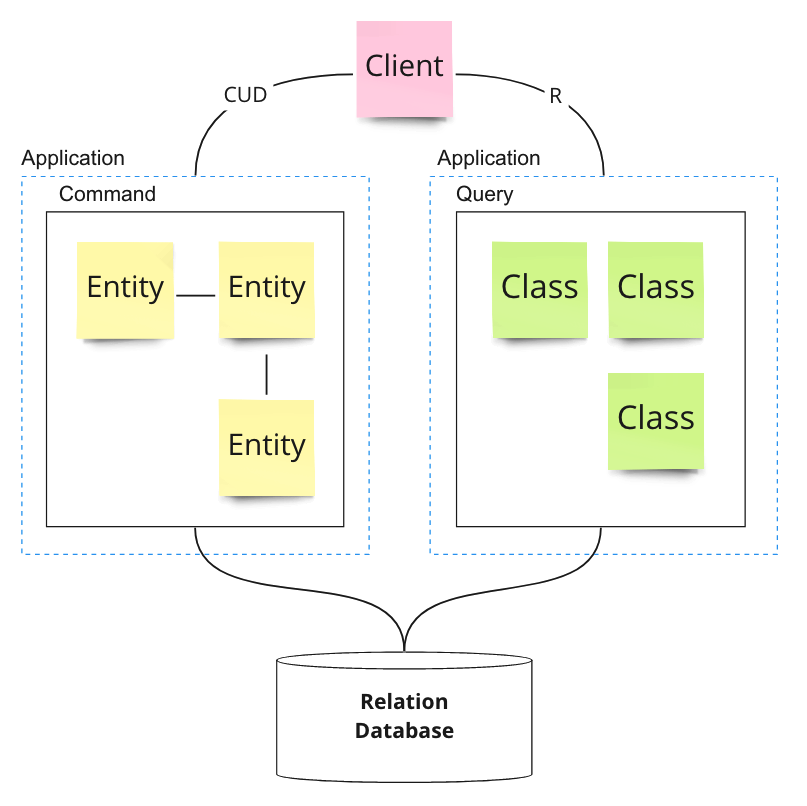 Client
CUD
R
Application
Application
Command
Query
Entity
Entity
Class
Class
Class
Entity
Relation
Database